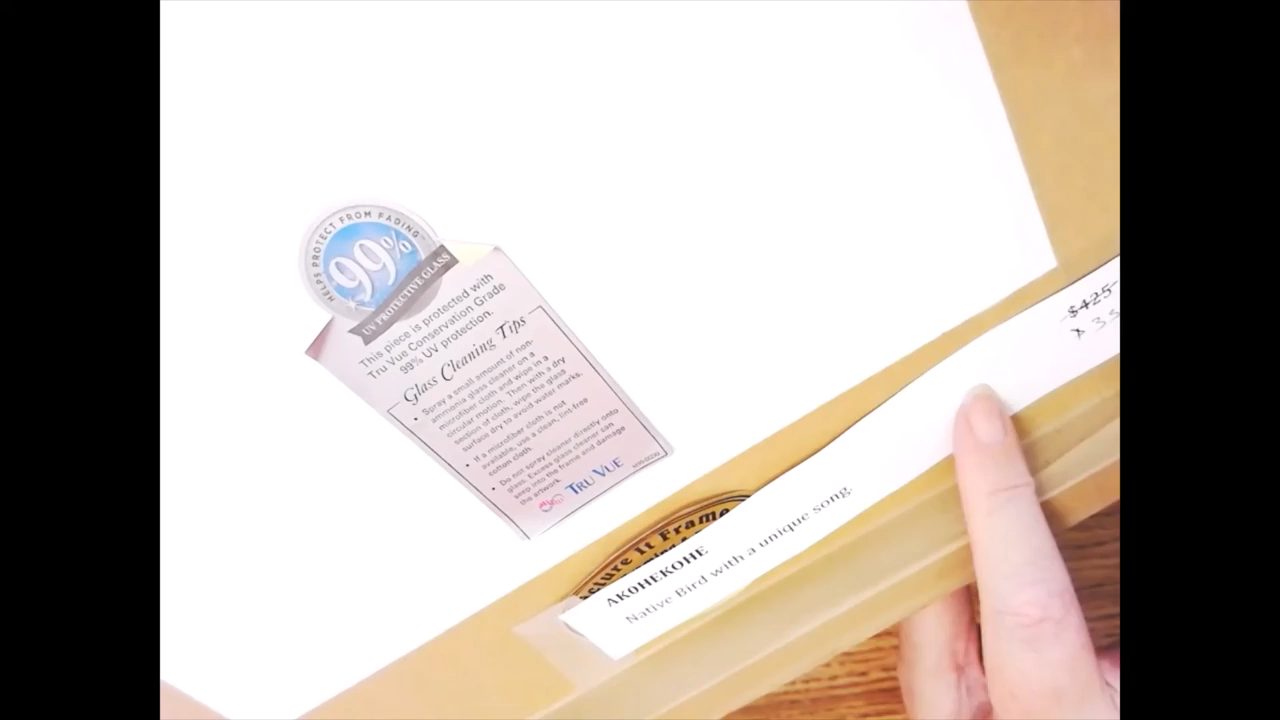 HELPS PROTECT FROM FADING™
99%
UV PROTECTIVE GLASS
This piece is protected with
Tru Vue Conservation Grade
99% UV protection.
Glass Cleaning Tips
• Spray a small amount of non-
ammonia glass cleaner on a
microfiber cloth and wipe in a
circular motion. Then with a dry
section of cloth, wipe the glass
surface dry to avoid water marks.
• If a microfiber cloth is not
available, use a clean, lint-free
cotton cloth.
• Do not spray cleaner directly onto
glass. Excess glass cleaner can
seep into the frame and damage
the artwork.
TRU VUE
It Frame
AKOHEKOHE
Native Bird with a unique song.
$425